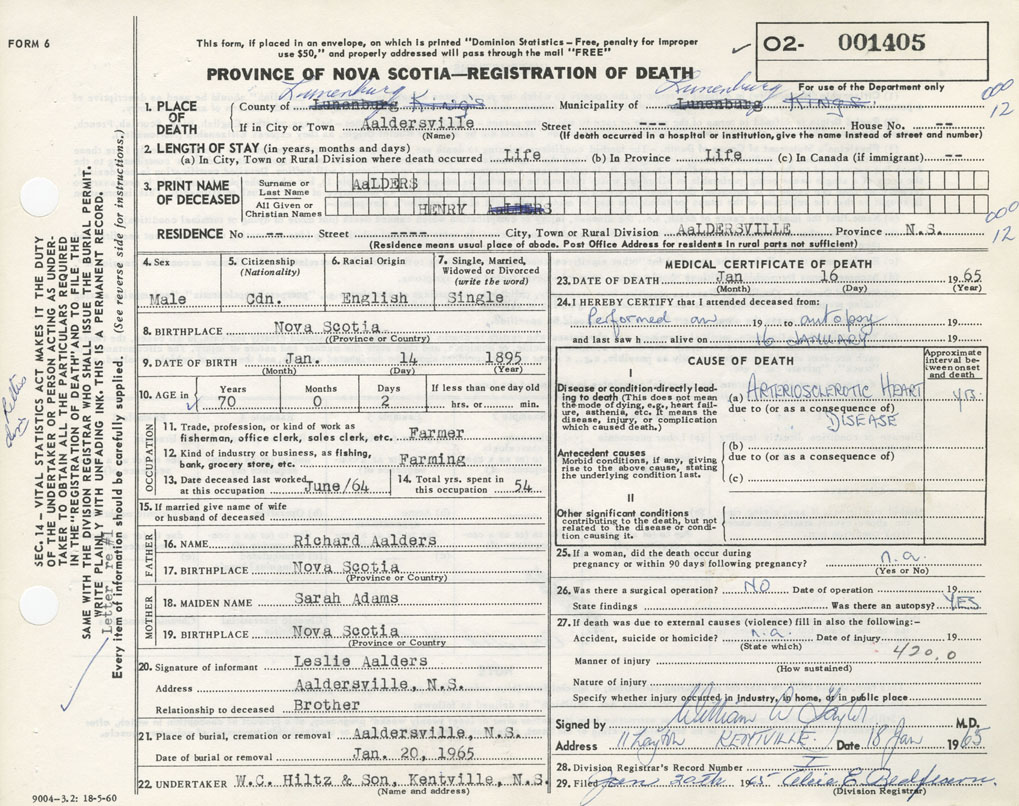 FORM 6
This form, if placed in an envelope, on which is printed "Dominion Statistics-Free, penalty for improper
use $50," and properly addressed will pass through the mail "FREE"
O2- 001405
For use of the Department only
PROVINCE OF NOVA SCOTIA—REGISTRATION OF DEATH
Lunenburg Lunenburg
1. PLACE OF DEATH County of Lunenburg King's Municipality of Lunenburg Kings
000
12
If in City or Town Aaldersville Street --- House No. --
(Name) (If death occurred in a hospital or institution, give the name instead of street and number)
2. LENGTH OF STAY (in years, months and days)
(a) In City, Town or Rural Division where death occurred Life (b) In Province Life (c) In Canada (if immigrant) --
3. PRINT NAME OF DECEASED
Surname or Last Name AaLDERS
All Given or Christian Names HENRY AaLDERS
000
12
RESIDENCE No -- Street ---- City, Town or Rural Division AaLDERSVILLE Province N.S.
(Residence means usual place of abode. Post Office Address for residents in rural parts not sufficient)
4. Sex
Male
5. Citizenship
(Nationality)
Cdn.
6. Racial Origin
English
7. Single, Married,
Widowed or Divorced
(write the word)
Single
8. BIRTHPLACE Nova Scotia
((Province or Country)
9. DATE OF BIRTH Jan. 14 1895
(Month) (Day) (Year)
10. AGE in Years 70 Months 0 Days 2 If less than one day old hrs. or min.
OCCUPATION
11. Trade, profession, or kind of work as
fisherman, office clerk, sales clerk, etc. Farmer
12. Kind of industry or business, as fishing,
bank, grocery store, etc. Farming
13. Date deceased last worked
at this occupation June/64
14. Total yrs. spent in
this occupation 54
15. If married give name of wife
or husband of deceased
FATHER
16. NAME Richard Aalders
17. BIRTHPLACE Nova Scotia
(Province or Country)
MOTHER
18. MAIDEN NAME Sarah Adams
19. BIRTHPLACE Nova Scotia
(Province or Country)
20. Signature of informant Leslie Aalders
Address Aaldersville, N.S.
Relationship to deceased Brother
21. Place of burial, cremation or removal Aaldersville, N.S.
Date of burial or removal Jan. 20, 1965
22. UNDERTAKER W.C. Hiltz & Son, Kentville, N.S.
(Name and address)
MEDICAL CERTIFICATE OF DEATH
23. DATE OF DEATH Jan 16 1965
(Month) (Day) (Year)
24. I HEREBY CERTIFY that I attended deceased from:
Performed an 19 to autopsy 19
and last saw h alive on 16 JANUARY 19
CAUSE OF DEATH
Approximate interval between onset and death
I
Disease or condition directly leading to death (This does not mean the mode of dying, e.g., heart failure, asthenia, etc. It means the disease, injury, or complication which caused death.)
(a) ARTERIOSCLEROTIC HEART yrs.
due to (or as a consequence of)
DISEASE
Antecedent causes
Morbid conditions, if any, giving rise to the above cause, stating the underlying condition last.
(b)
due to (or as a consequence of)
(c)
II
Other significant conditions
contributing to the death, but not related to the disease or condition causing it.
25. If a woman, did the death occur during
pregnancy or within 90 days following pregnancy? n.a.
(Yes or No)
26. Was there a surgical operation? NO Date of operation 19
State findings Was there an autopsy? YES
27. If death was due to external causes (violence) fill in also the following:-
Accident, suicide or homicide? n.a. Date of injury 19
(State which)
420.0
Manner of injury
(How sustained)
Nature of injury
Specify whether injury occurred in industry, in home, or in public place
Signed by William W Taylor M.D.
Address KENTVILLE Date 18 Jan 1965
28. Division Registrar's Record Number I
29. Filed Jan 1965
(Division Registrar)
SEC. 14-VITAL STATISTICS ACT MAKES IT THE DUTY
OF THE UNDERTAKER OR PERSON ACTING AS UNDER-
TAKER TO OBTAIN ALL THE PARTICULARS REQUIRED
IN THE "REGISTRATION OF DEATH" AND TO FILE THE
SAME WITH THE DIVISION REGISTRAR WHO SHALL ISSUE THE BURIAL PERMIT.
WRITE PLAINLY WITH UNFADING INK. THIS IS A PERMANENT RECORD.
Letter re #1
Every item of information should be carefully supplied. (See reverse side for instructions.)
9004-3.2: 18-5-60